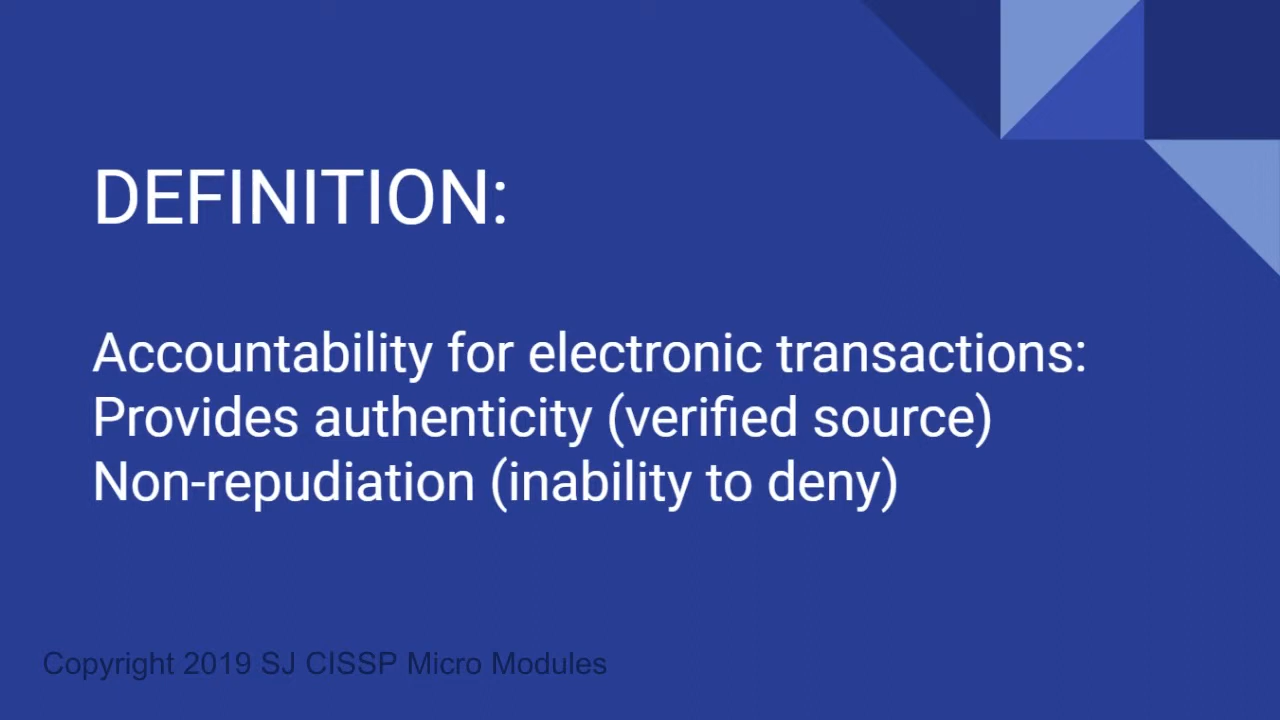 DEFINITION:
Accountability for electronic transactions:
Provides authenticity (verified source)
Non-repudiation (inability to deny)
Copyright 2019 SJ CISSP Micro Modules